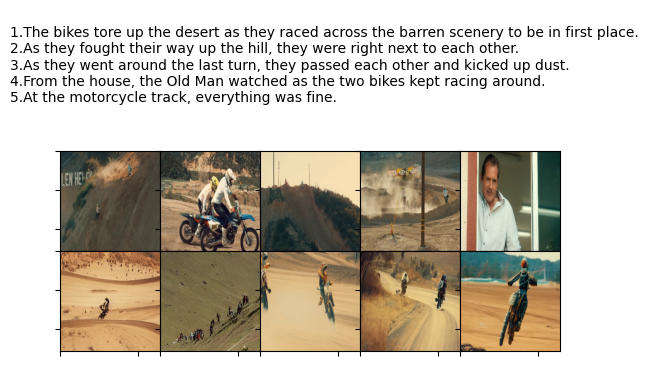 1.The bikes tore up the desert as they raced across the barren scenery to be in first place.
2.As they fought their way up the hill, they were right next to each other.
3.As they went around the last turn, they passed each other and kicked up dust.
4.From the house, the Old Man watched as the two bikes kept racing around.
5.At the motorcycle track, everything was fine.
LEN HEL